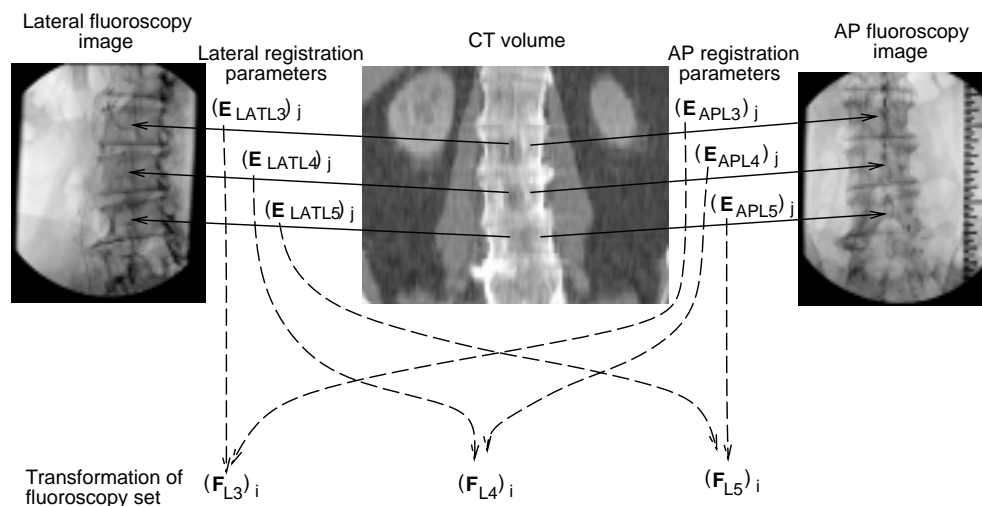 Lateral fluoroscopy
image
Lateral registration
parameters
CT volume
AP registration
parameters
AP fluoroscopy
image
(E LATL3) j
(E APL3) j
(E LATL4) j
(E APL4) j
(E LATL5) j
(E APL5) j
Transformation of
fluoroscopy set
(F L3) i
(F L4) i
(F L5) i